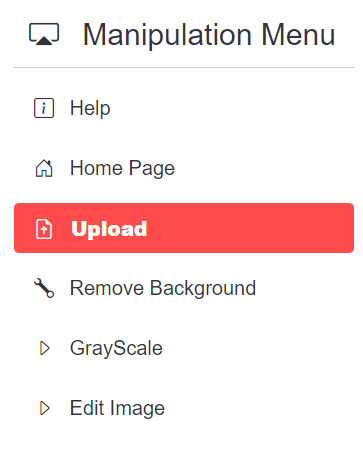 Manipulation Menu
Help
Home Page
Upload
Remove Background
GrayScale
Edit Image